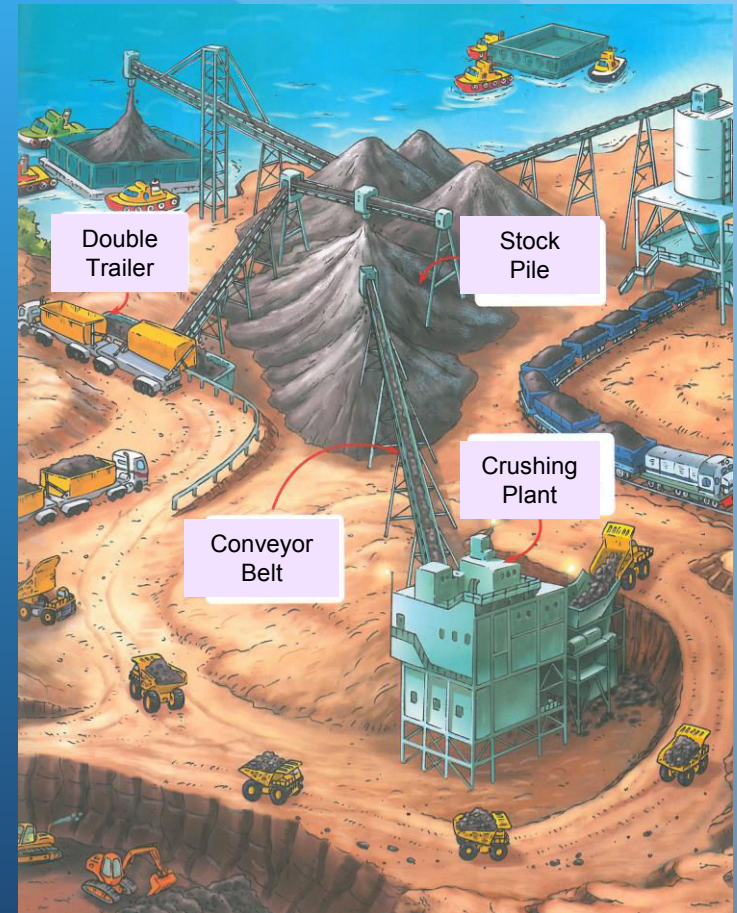 Double
Trailer
Stock
Pile
Crushing
Plant
Conveyor
Belt